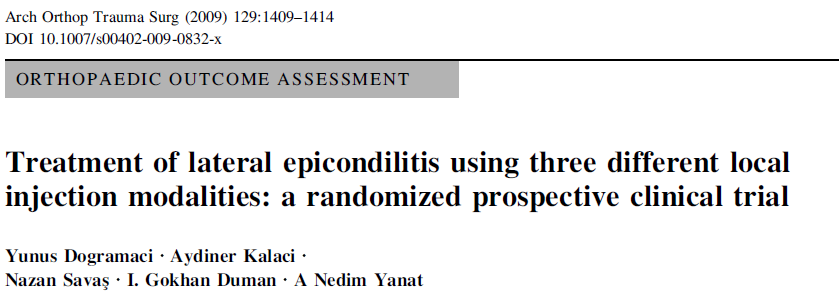 Arch Orthop Trauma Surg (2009) 129:1409–1414
DOI 10.1007/s00402-009-0832-x
ORTHOPAEDIC OUTCOME ASSESSMENT
Treatment of lateral epicondilitis using three different local
injection modalities: a randomized prospective clinical trial
Yunus Dogramaci · Aydiner Kalaci ·
Nazan Savaş · I. Gokhan Duman · A Nedim Yanat